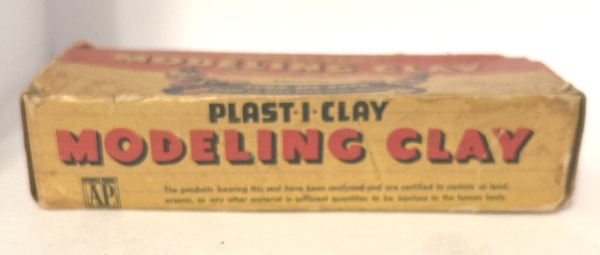 MODELING CLAY
PLAST·I·CLAY
MODELING CLAY
AP
The products bearing this seal have been analyzed and are certified to contain no lead,
arsenic, or any other material in sufficient quantities to be injurious to the human body.